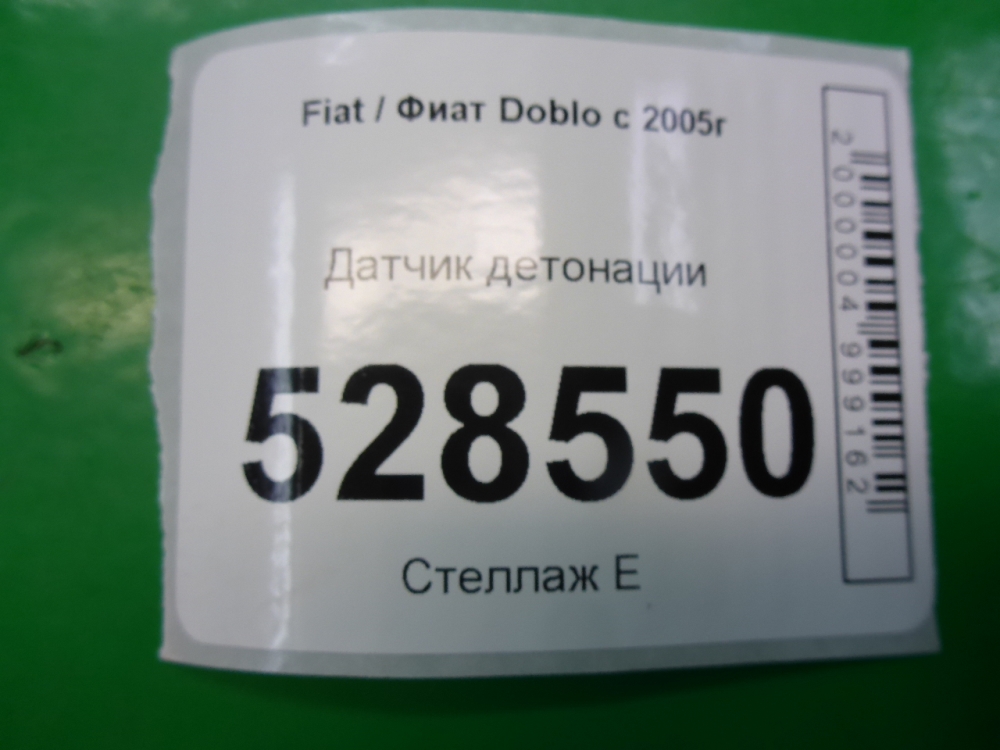 Fiat / Фиат Doblo с 2005г
Датчик детонации
528550
Стеллаж Е
2000004999162